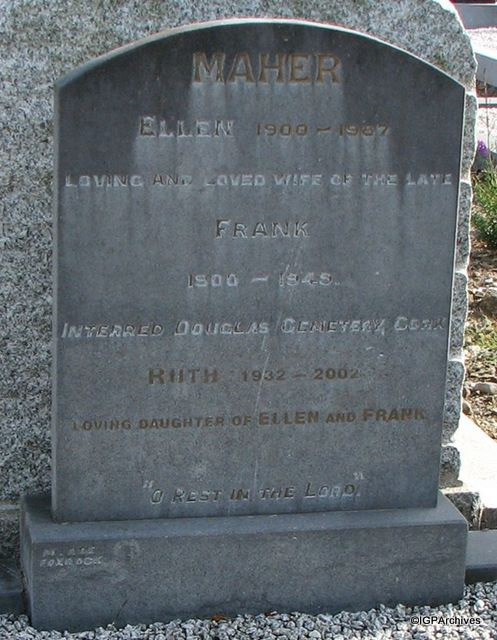 MAHER
ELLEN 1900 - 1987
LOVING AND LOVED WIFE OF THE LATE
FRANK
1900 - 1949.
INTERRED DOUGLAS CEMETERY, CORK
RUTH 1932 - 2002
LOVING DAUGHTER OF ELLEN AND FRANK
"O REST IN THE LORD"
FOXROCK
©IGPArchives